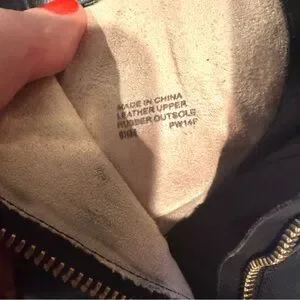 MADE IN CHINA
LEATHER UPPER
RUBBER OUTSOLE
PW14F